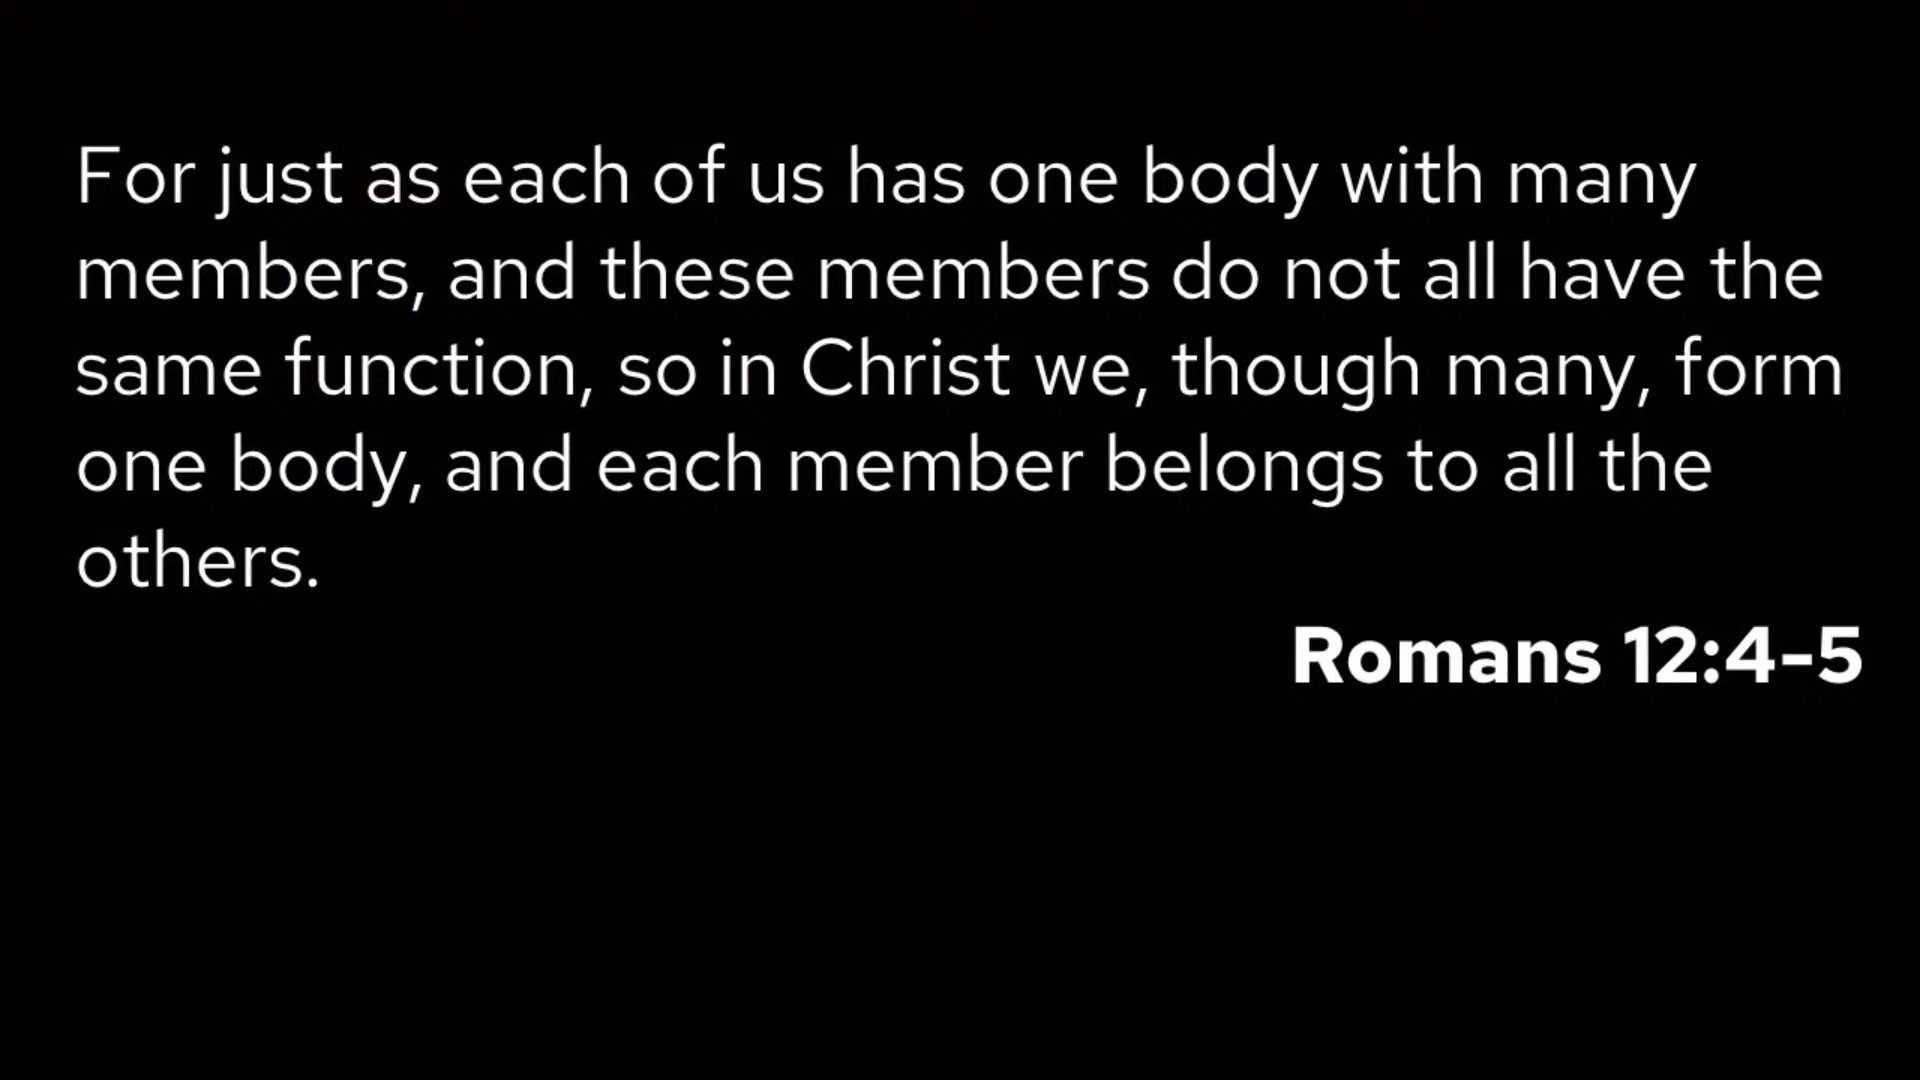 For just as each of us has one body with many
members, and these members do not all have the
same function, so in Christ we, though many, form
one body, and each member belongs to all the
others.
Romans 12:4-5